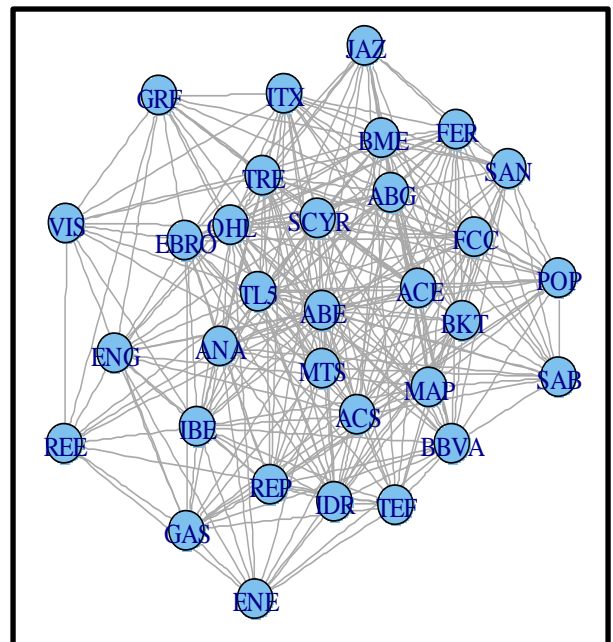 JAZ
GRF
ITX
BME
FER
SAN
TRE
ABG
VIS
EBRO
OHL
SCYR
FCC
POP
TL5
ABE
ACE
BKT
ENG
ANA
MTS
MAP
SAB
REE
IBE
ACS
BBVA
REP
IDR
TEF
GAS
ENE